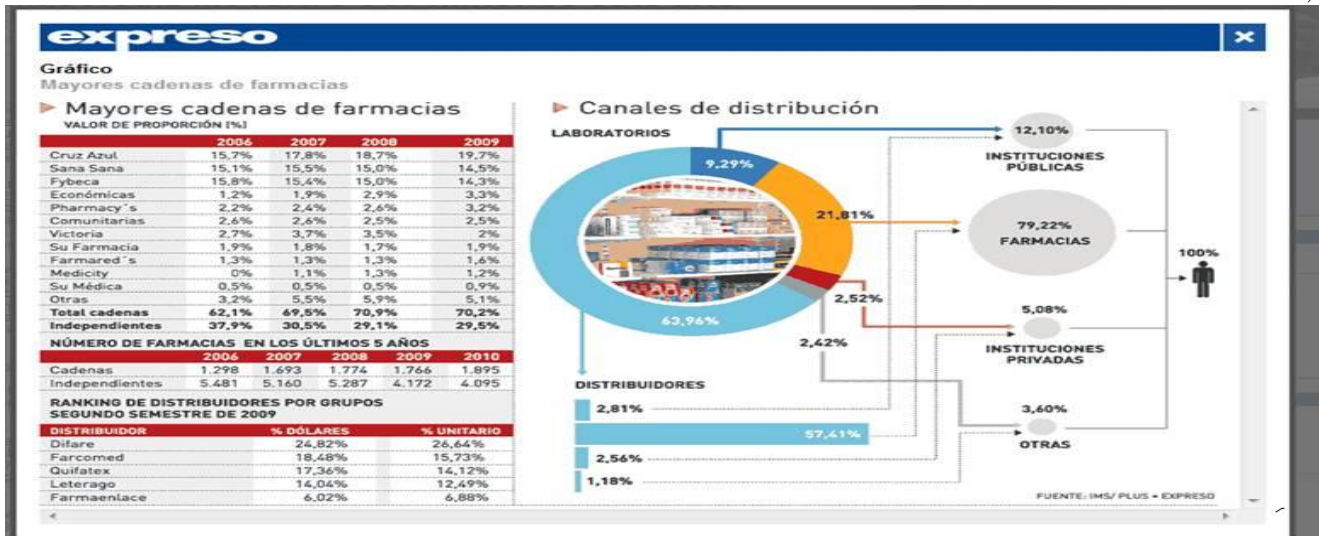 expreso
Gráfico
Mayores cadenas de farmacias
Mayores cadenas de farmacias
VALOR DE PROPORCIÓN [%]
2006 2007 2008 2009
Cruz Azul 15,7% 17,8% 18,7% 19,7%
Sana Sana 15,1% 15,5% 15,0% 14,5%
Fybeca 15,8% 15,4% 15,0% 14,3%
Económicas 1,2% 1,9% 2,9% 3,3%
Pharmacy´s 2,2% 2,4% 2,6% 3,2%
Comunitarias 2,6% 2,6% 2,5% 2,5%
Victoria 2,7% 3,7% 3,5% 2%
Su Farmacia 1,9% 1,8% 1,7% 1,9%
Farmared´s 1,3% 1,3% 1,3% 1,6%
Medicity 0% 1,1% 1,3% 1,2%
Su Médica 0,5% 0,5% 0,5% 0,9%
Otras 3,2% 5,5% 5,9% 5,1%
Total cadenas 62,1% 69,5% 70,9% 70,2%
Independientes 37,9% 30,5% 29,1% 29,5%
NÚMERO DE FARMACIAS EN LOS ÚLTIMOS 5 AÑOS
2006 2007 2008 2009 2010
Cadenas 1.298 1.693 1.774 1.766 1.895
Independientes 5.481 5.160 5.287 4.172 4.095
RANKING DE DISTRIBUIDORES POR GRUPOS
SEGUNDO SEMESTRE DE 2009
DISTRIBUIDOR % DÓLARES % UNITARIO
Difare 24,82% 26,64%
Farcomed 18,48% 15,73%
Quifatex 17,36% 14,12%
Leterago 14,04% 12,49%
Farmaenlace 6,02% 6,88%
Canales de distribución
LABORATORIOS
9,29%
21,81%
2,52%
2,42%
63,96%
DISTRIBUIDORES
2,81%
57,41%
2,56%
1,18%
12,10%
INSTITUCIONES
PÚBLICAS
79,22%
FARMACIAS
5,08%
INSTITUCIONES
PRIVADAS
3,60%
OTRAS
100%
FUENTE: IMS/ PLUS • EXPRESO